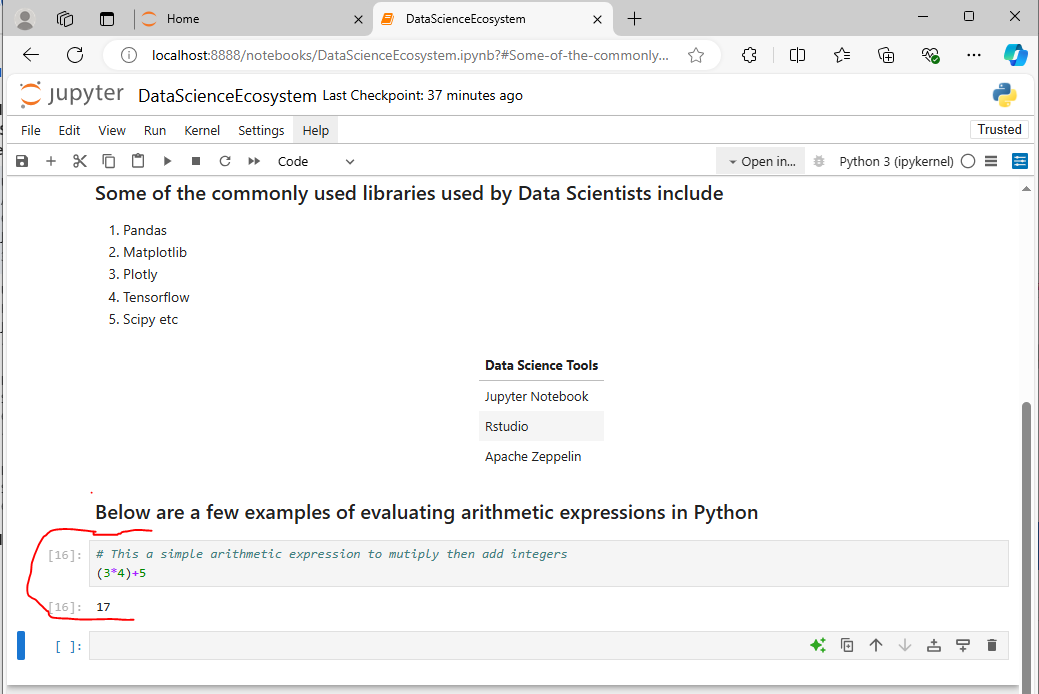 Home
DataScienceEcosystem
localhost:8888/notebooks/DataScienceEcosystem.ipynb?#Some-of-the-commonly...
jupyter DataScienceEcosystem Last Checkpoint: 37 minutes ago
File Edit View Run Kernel Settings Help
Trusted
Code
Open in...
Python 3 (ipykernel)
Some of the commonly used libraries used by Data Scientists include
1. Pandas
2. Matplotlib
3. Plotly
4. Tensorflow
5. Scipy etc
Data Science Tools
Jupyter Notebook
Rstudio
Apache Zeppelin
Below are a few examples of evaluating arithmetic expressions in Python
[16]: # This a simple arithmetic expression to mutiply then add integers
(3*4)+5
[16]: 17
[ ]: